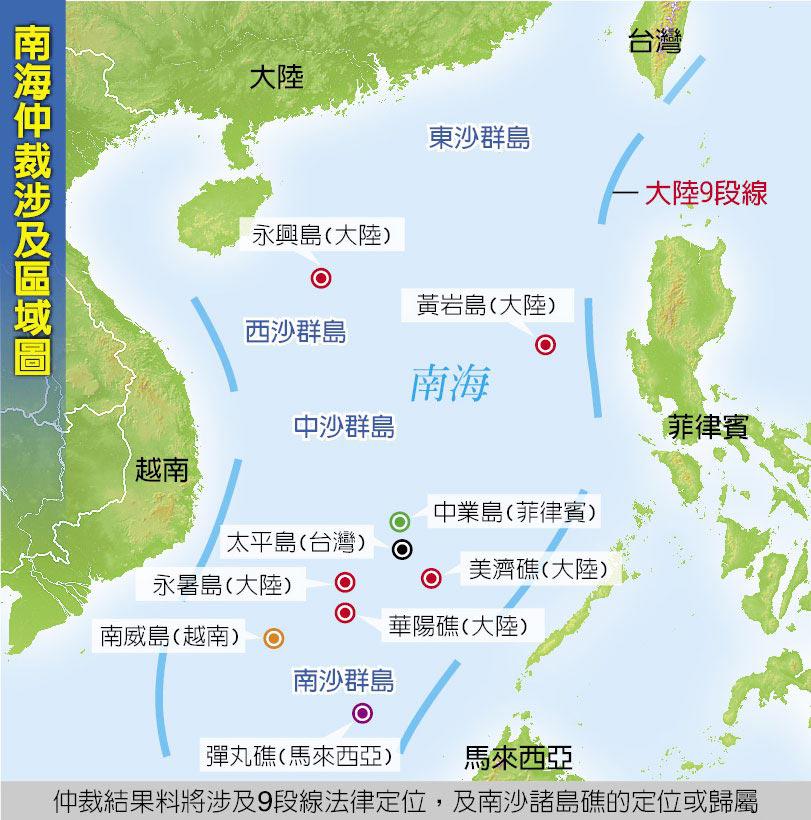 南海仲裁涉及區域圖
台灣
大陸
東沙群島
大陸9段線
永興島(大陸)
黃岩島(大陸)
西沙群島
南海
中沙群島
菲律賓
越南
中業島(菲律賓)
太平島(台灣)
美濟礁(大陸)
永暑島(大陸)
華陽礁(大陸)
南威島(越南)
南沙群島
彈丸礁(馬來西亞)
馬來西亞
仲裁結果料將涉及9段線法律定位，及南沙諸島礁的定位或歸屬